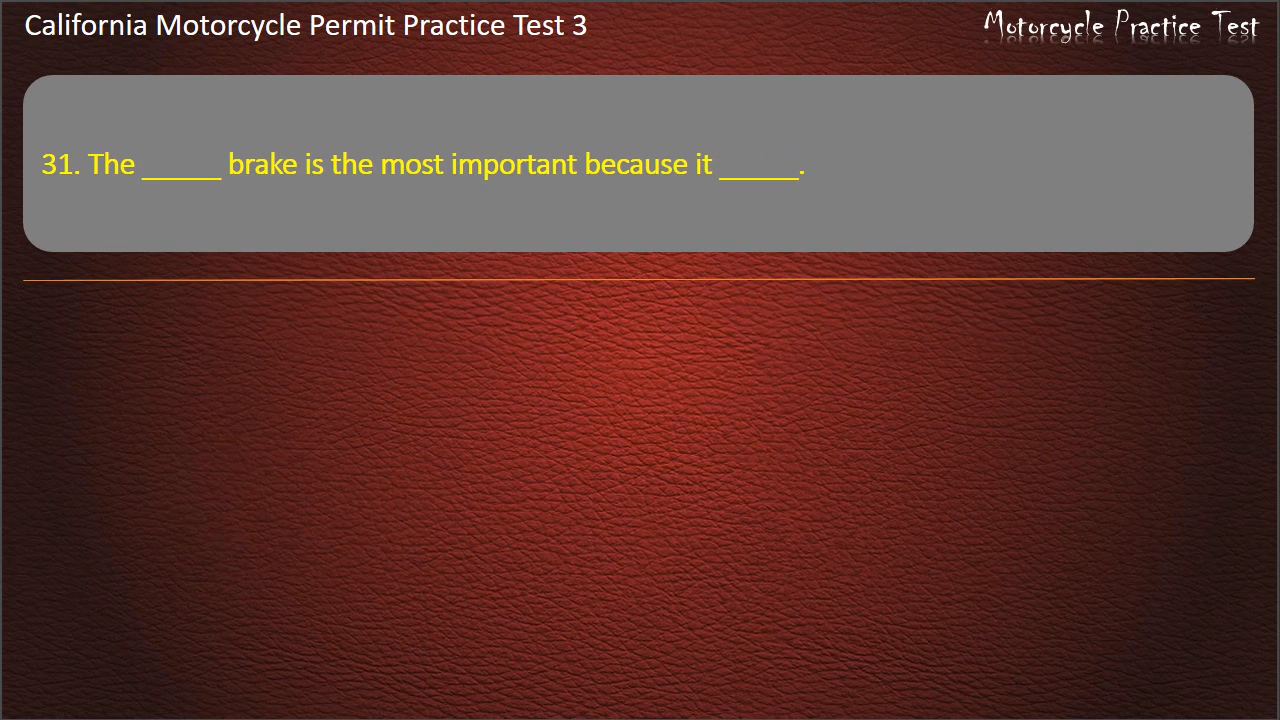 California Motorcycle Permit Practice Test 3
Motorcycle Practice Test
31. The _____ brake is the most important because it _____.